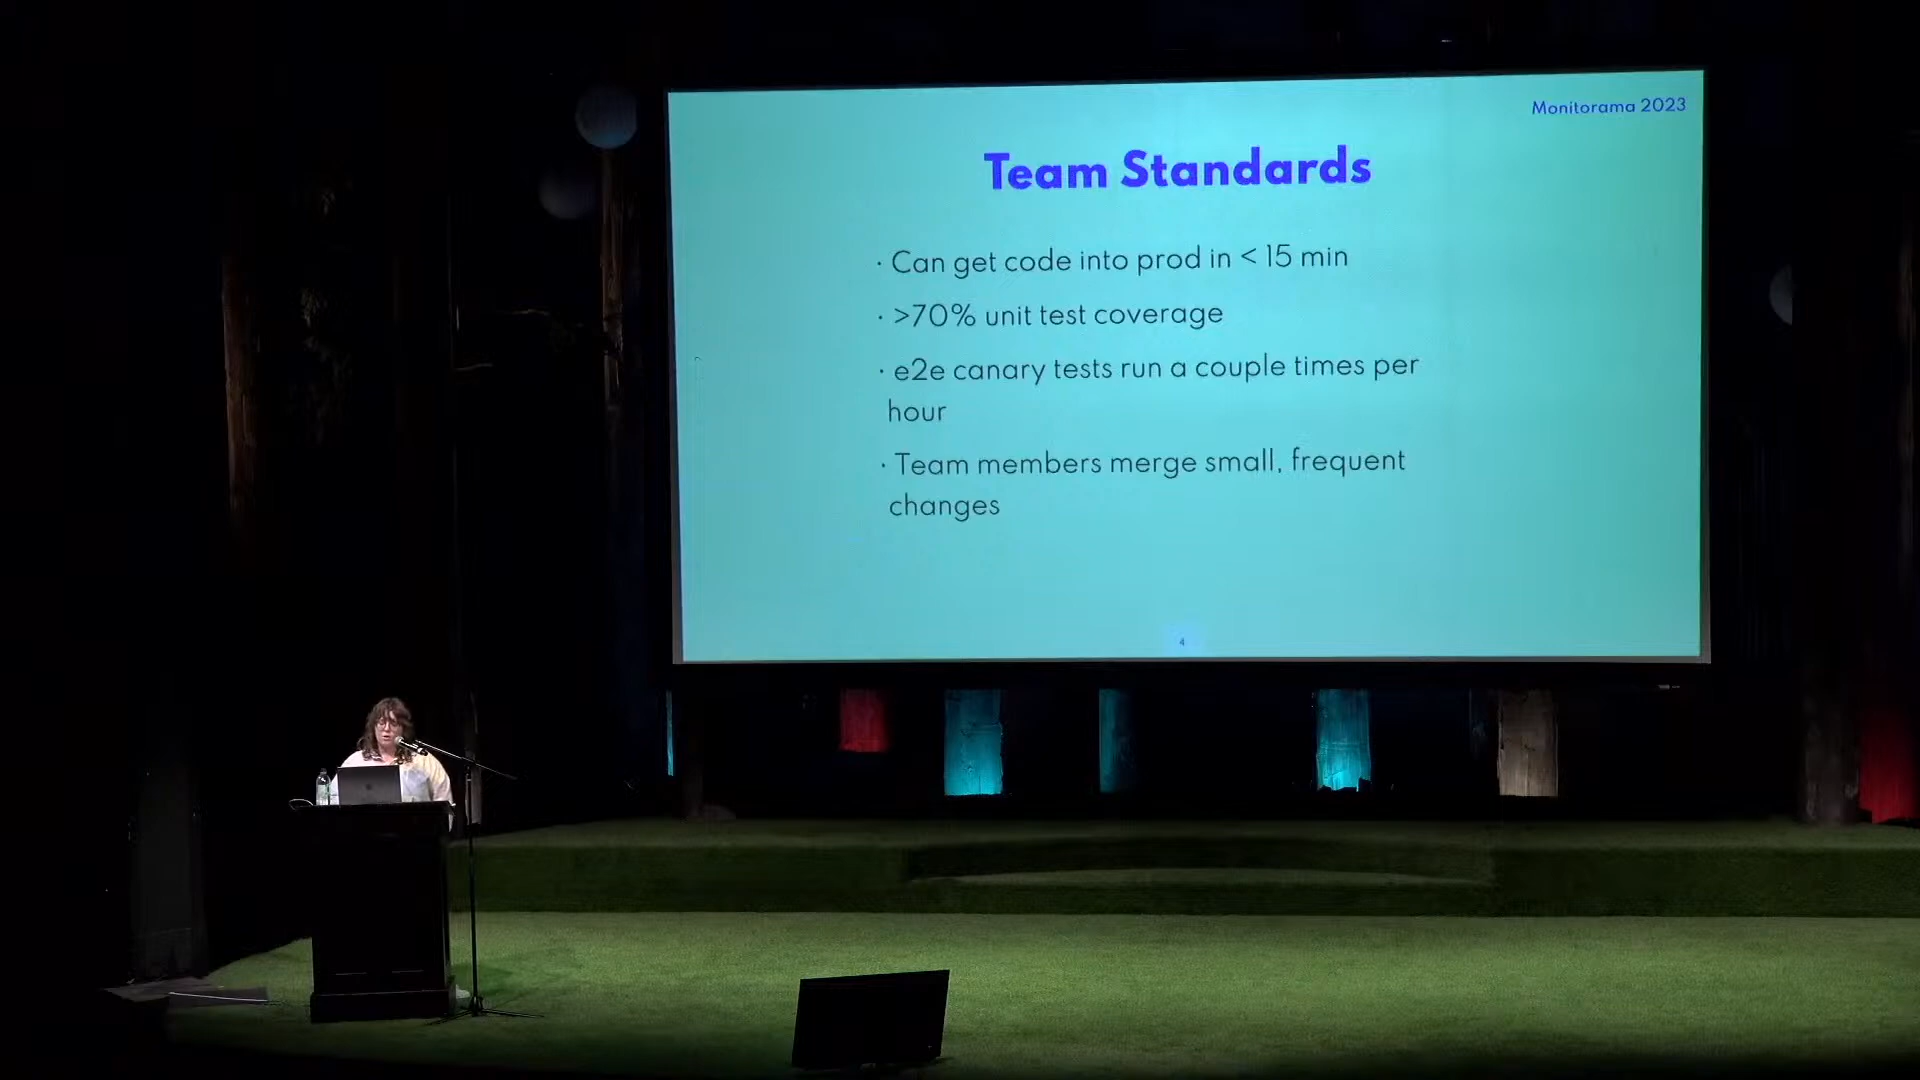 Monitorama 2023
Team Standards
· Can get code into prod in < 15 min
· >70% unit test coverage
· e2e canary tests run a couple times per
hour
· Team members merge small, frequent
changes
4